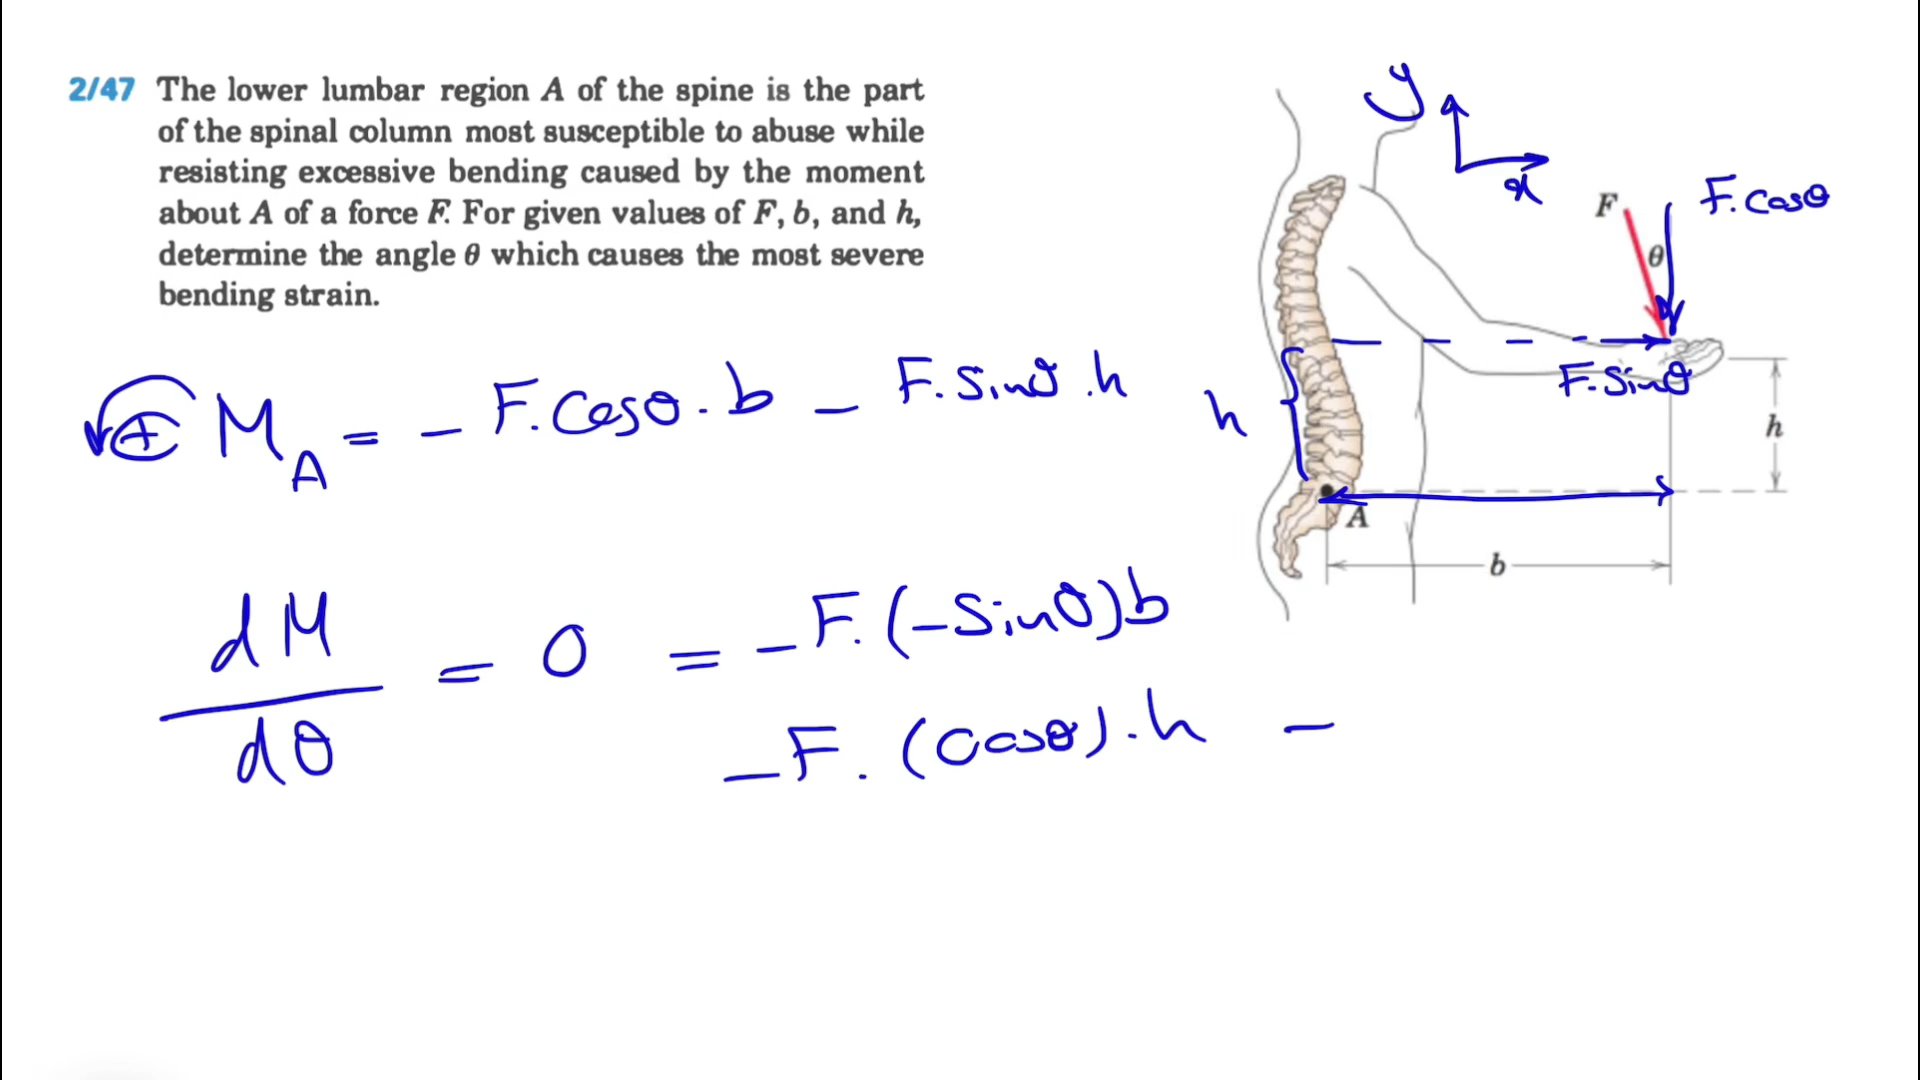 2/47 The lower lumbar region A of the spine is the part
of the spinal column most susceptible to abuse while
resisting excessive bending caused by the moment
about A of a force F. For given values of F, b, and h,
determine the angle θ which causes the most severe
bending strain.
y
x
F
F.cosθ
θ
F.sinθ
h
h
A
b
+ M_A = - F.cosθ.b - F.sinθ.h
dM/dθ = 0 = -F.(-sinθ)b
-F.(cosθ).h -